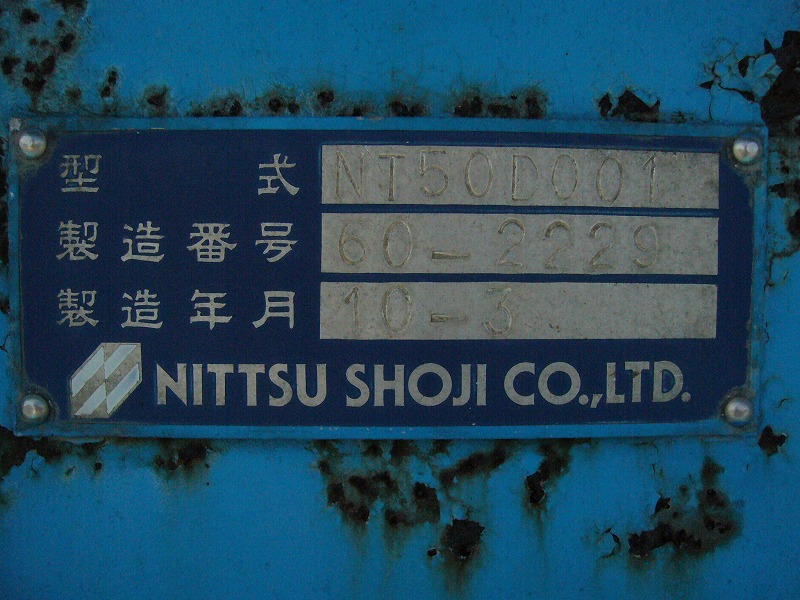 型式 NT50D001
製造番号 60-2229
製造年月 10-3
NITTSU SHOJI CO.,LTD.